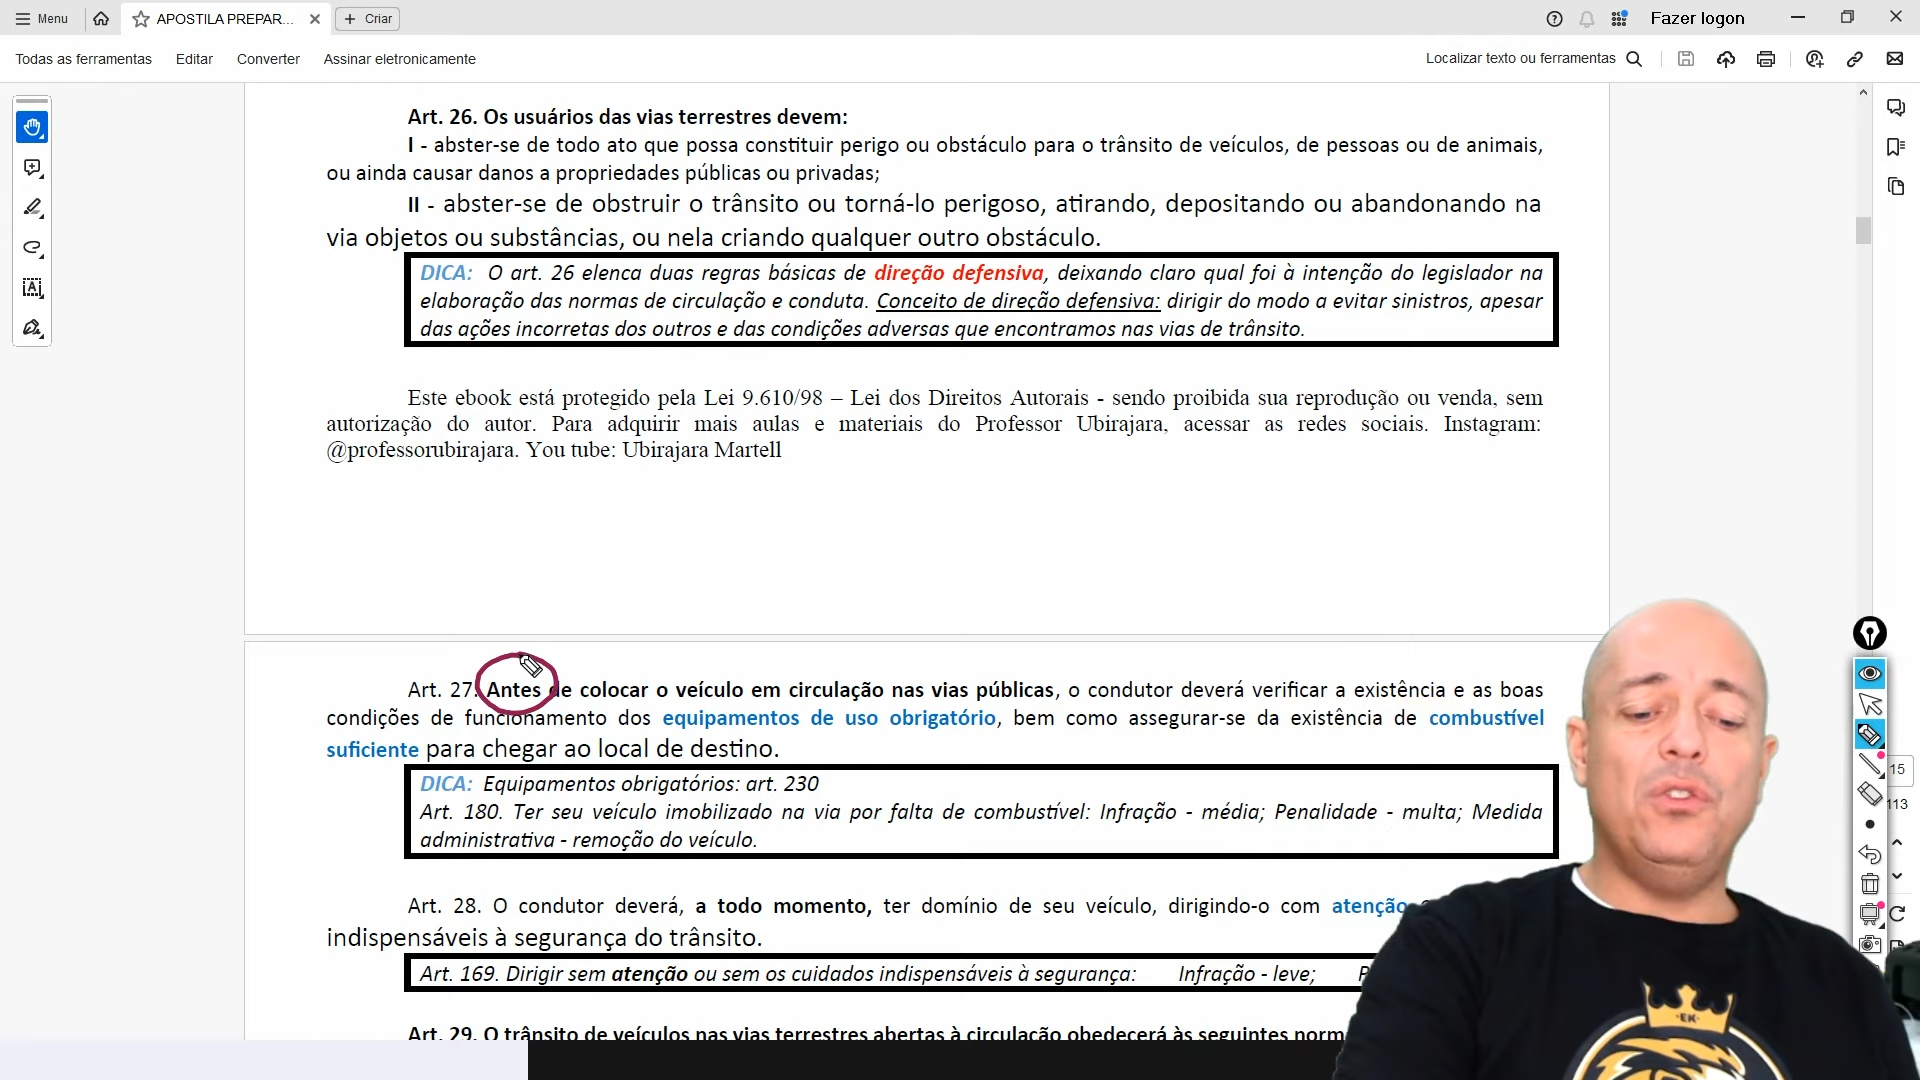 Menu
APOSTILA PREPAR...
Criar
Fazer logon
Todas as ferramentas
Editar
Converter
Assinar eletronicamente
Localizar texto ou ferramentas
Art. 26. Os usuários das vias terrestres devem:
I - abster-se de todo ato que possa constituir perigo ou obstáculo para o trânsito de veículos, de pessoas ou de animais,
ou ainda causar danos a propriedades públicas ou privadas;
II - abster-se de obstruir o trânsito ou torná-lo perigoso, atirando, depositando ou abandonando na
via objetos ou substâncias, ou nela criando qualquer outro obstáculo.
DICA: O art. 26 elenca duas regras básicas de direção defensiva, deixando claro qual foi à intenção do legislador na
elaboração das normas de circulação e conduta. Conceito de direção defensiva: dirigir do modo a evitar sinistros, apesar
das ações incorretas dos outros e das condições adversas que encontramos nas vias de trânsito.
Este ebook está protegido pela Lei 9.610/98 – Lei dos Direitos Autorais - sendo proibida sua reprodução ou venda, sem
autorização do autor. Para adquirir mais aulas e materiais do Professor Ubirajara, acessar as redes sociais. Instagram:
@professorubirajara. You tube: Ubirajara Martell
Art. 27. Antes de colocar o veículo em circulação nas vias públicas, o condutor deverá verificar a existência e as boas
condições de funcionamento dos equipamentos de uso obrigatório, bem como assegurar-se da existência de combustível
suficiente para chegar ao local de destino.
DICA: Equipamentos obrigatórios: art. 230
Art. 180. Ter seu veículo imobilizado na via por falta de combustível: Infração - média; Penalidade - multa; Medida
administrativa - remoção do veículo.
15
113
Art. 28. O condutor deverá, a todo momento, ter domínio de seu veículo, dirigindo-o com atenção
indispensáveis à segurança do trânsito.
Art. 169. Dirigir sem atenção ou sem os cuidados indispensáveis à segurança: Infração - leve;
Art. 29. O trânsito de veículos nas vias terrestres abertas à circulação obedecerá às seguintes
EK